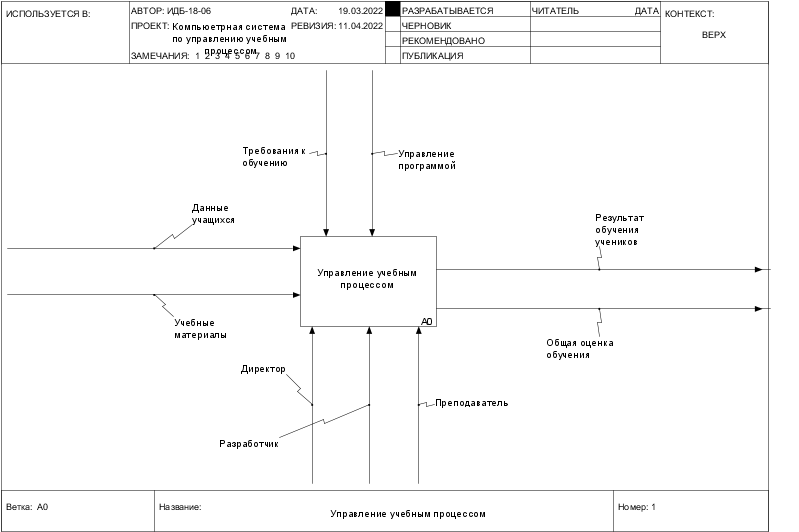 ИСПОЛЬЗУЕТСЯ В:
АВТОР: ИДБ-18-06
ДАТА: 19.03.2022
РАЗРАБАТЫВАЕТСЯ
ЧИТАТЕЛЬ
ДАТА
КОНТЕКСТ:
ПРОЕКТ: Компьюетрная система
по управлению учебным
процессом
РЕВИЗИЯ: 11.04.2022
ЧЕРНОВИК
ВЕРХ
РЕКОМЕНДОВАНО
ЗАМЕЧАНИЯ: 1 2 3 4 5 6 7 8 9 10
ПУБЛИКАЦИЯ
Требования к
обучению
Управление
программой
Данные
учащихся
Результат
обучения
учеников
Управление учебным
процессом
A0
Учебные
материалы
Общая оценка
обучения
Директор
Преподаватель
Разработчик
Ветка: A0
Название:
Управление учебным процессом
Номер: 1